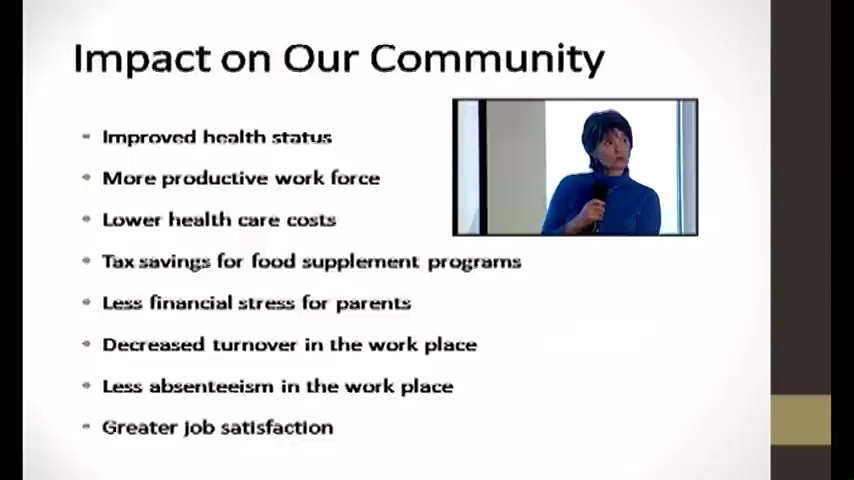 Impact on Our Community
Improved health status
More productive work force
Lower health care costs
Tax savings for food supplement programs
Less financial stress for parents
Decreased turnover in the work place
Less absenteeism in the work place
Greater job satisfaction